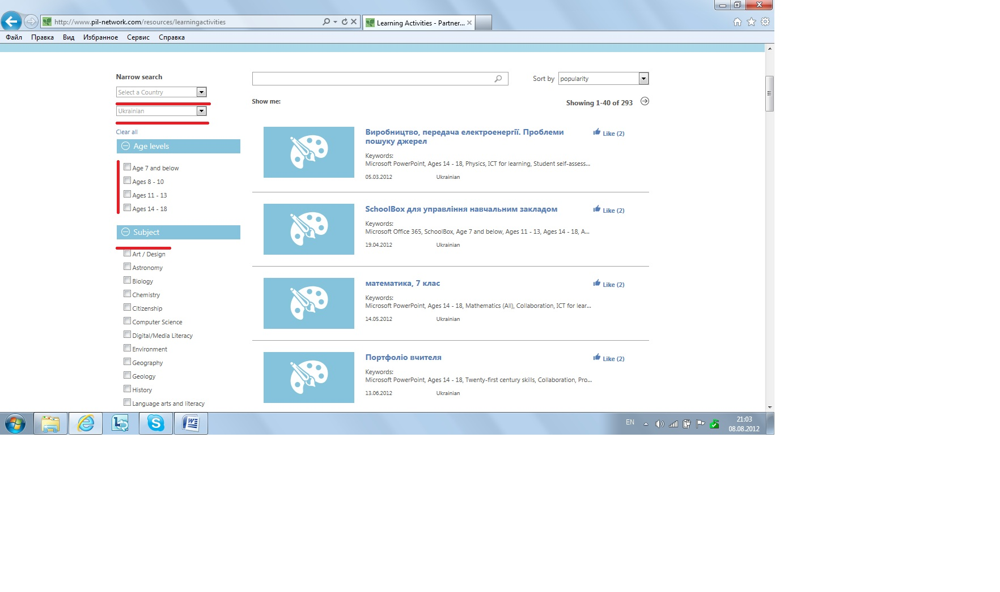 http://www.pil-network.com/resources/learningactivities
Learning Activities - Partner...
Файл Правка Вид Избранное Сервис Справка
Narrow search
Select a Country
Ukrainian
Clear all
Age levels
Age 7 and below
Ages 8 - 10
Ages 11 - 13
Ages 14 - 18
Subject
Art / Design
Astronomy
Biology
Chemistry
Citizenship
Computer Science
Digital/Media Literacy
Environment
Geography
Geology
History
Language arts and literacy
Sort by popularity
Show me:
Showing 1-40 of 293
Виробництво, передача електроенергії. Проблеми
пошуку джерел
Like (2)
Keywords:
Microsoft PowerPoint, Ages 14 - 18, Physics, ICT for learning, Student self-assess...
05.03.2012 Ukrainian
SchoolBox для управління навчальним закладом
Like (2)
Keywords:
Microsoft Office 365, SchoolBox, Age 7 and below, Ages 11 - 13, Ages 14 - 18, A...
19.04.2012 Ukrainian
математика, 7 клас
Like (2)
Keywords:
Microsoft PowerPoint, Ages 14 - 18, Mathematics (All), Collaboration, ICT for lear...
14.05.2012 Ukrainian
Портфоліо вчителя
Like (2)
Keywords:
Microsoft PowerPoint, Ages 14 - 18, Twenty-first century skills, Collaboration, Pro...
13.06.2012 Ukrainian
EN
21:03
08.08.2012